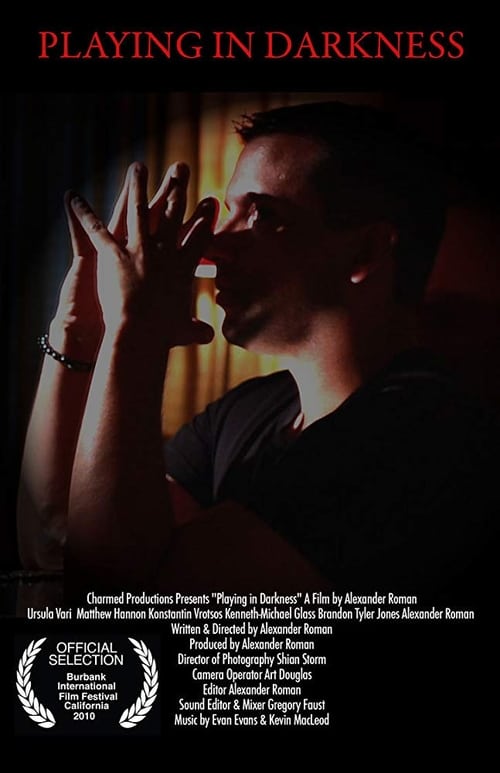 PLAYING IN DARKNESS
Charmed Productions Presents "Playing in Darkness" A Film by Alexander Roman
Ursula Vari Matthew Hannon Konstantin Vrotsos Kenneth-Michael Glass Brandon Tyler Jones Alexander Roman
Written & Directed by Alexander Roman
Produced by Alexander Roman
Director of Photography Shian Storm
Camera Operator Art Douglas
Editor Alexander Roman
Sound Editor & Mixer Gregory Faust
Music by Evan Evans & Kevin MacLeod
OFFICIAL
SELECTION
Burbank
International
Film Festival
California
2010